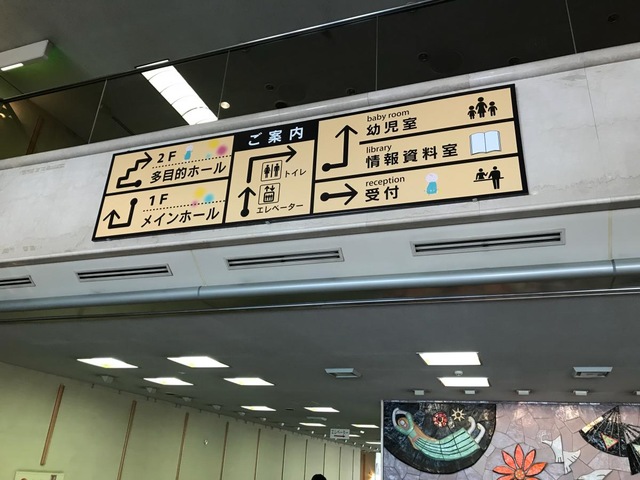 2F
多目的ホール
1F
メインホール
ご案内
トイレ
エレベーター
baby room
幼児室
library
情報資料室
reception
受付